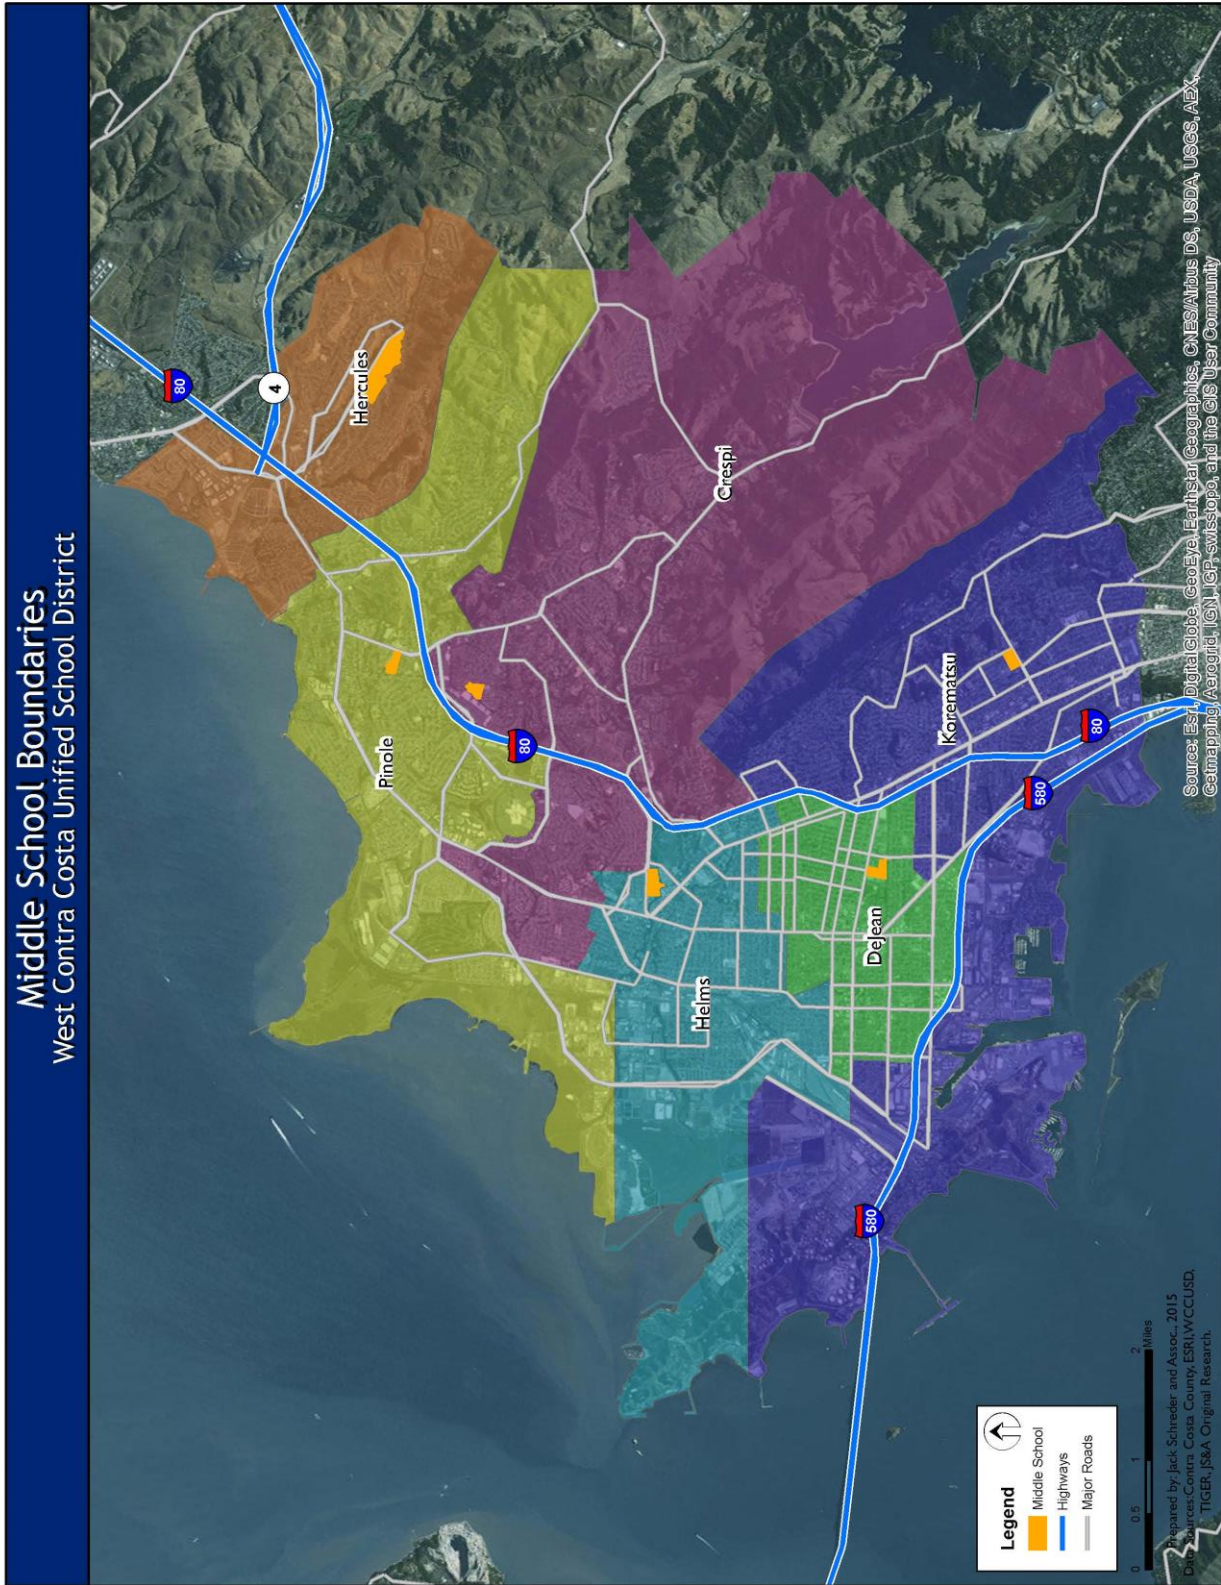 Middle School Boundaries
West Contra Costa Unified School District
80
4
Hercules
Pinole
80
Crespi
Helms
DeJean
Korematsu
80
580
580
Legend
Middle School
Highways
Major Roads
0 0.5 1 2
Miles
Prepared by: Jack Schreder and Assoc., 2015
Data Sources:Contra Costa County, ESRI,WCCUSD,
TIGER, JS&A Original Research.
Source: Esri, DigitalGlobe, GeoEye, Earthstar Geographics, CNES/Airbus DS, USDA, USGS, AEX,
Getmapping, Aerogrid, IGN, IGP, swisstopo, and the GIS User Community